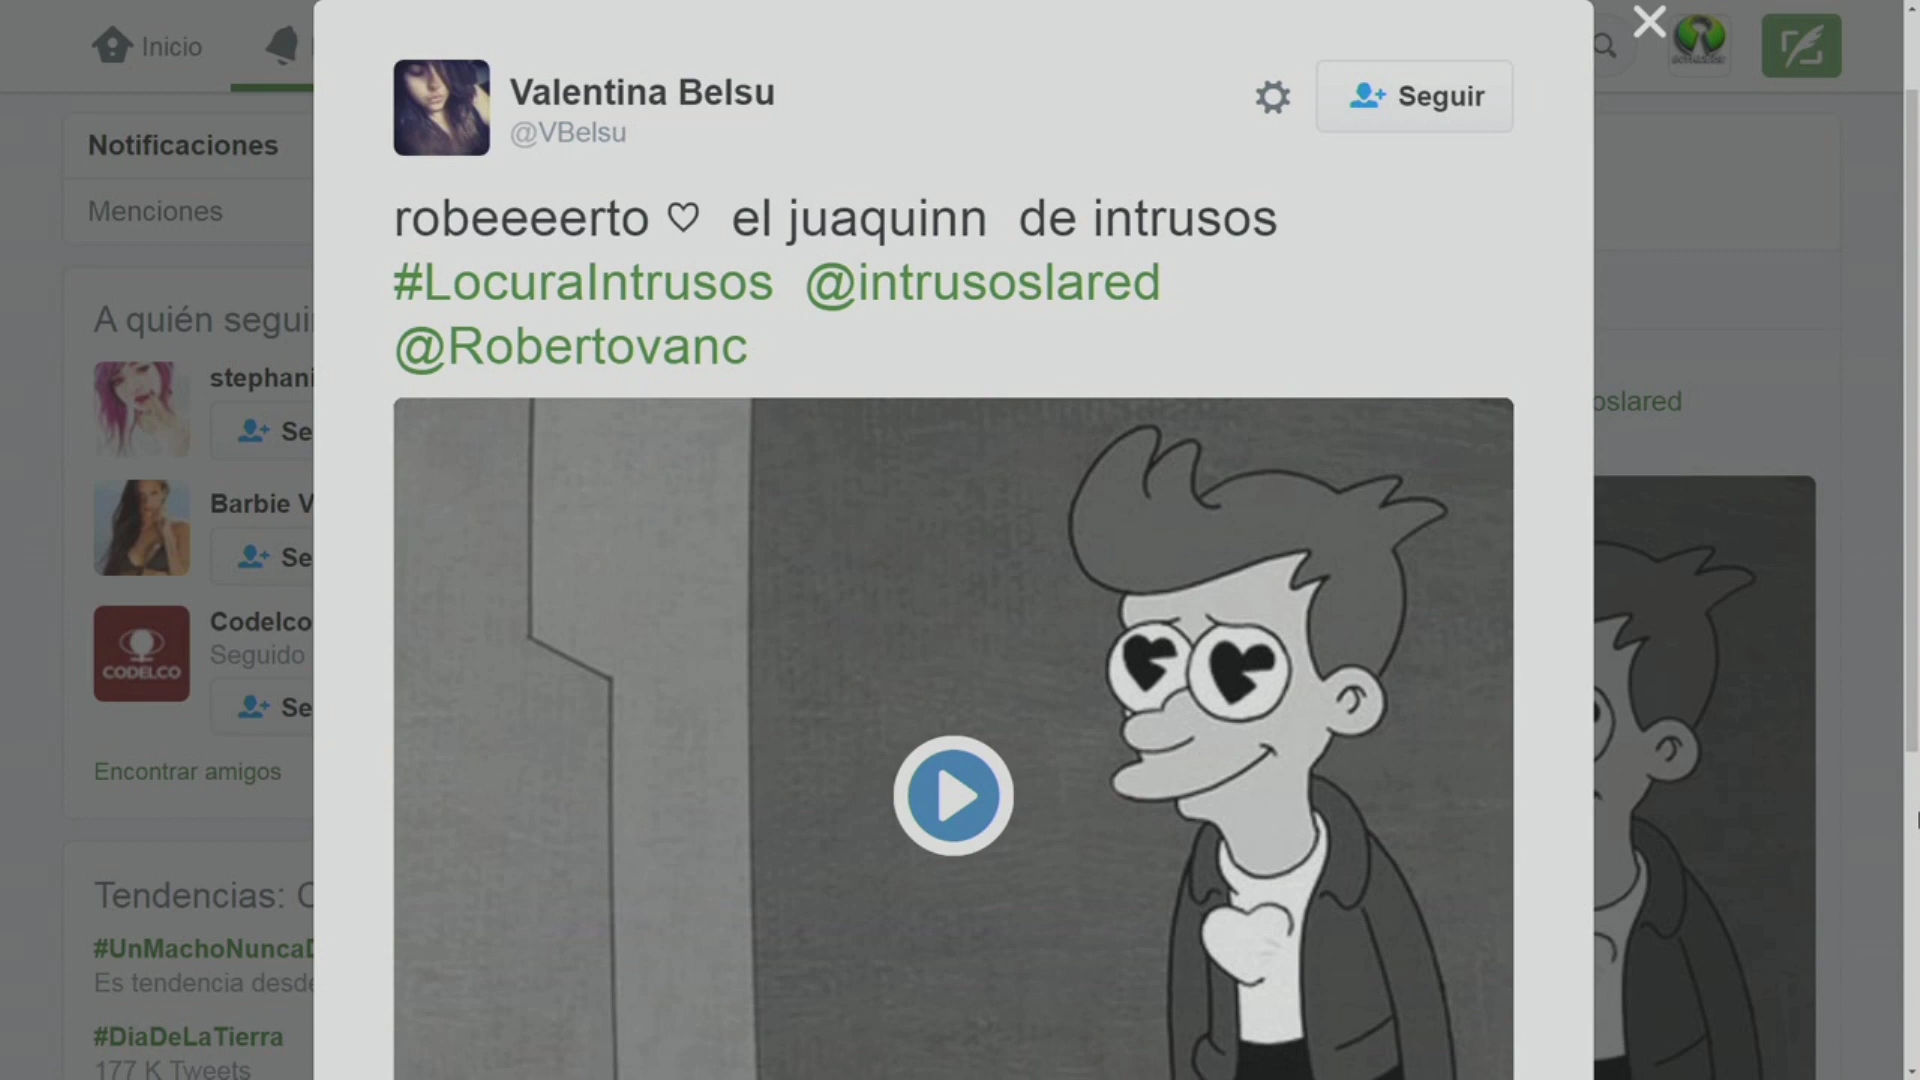 Inicio
Valentina Belsu
@VBelsu
Seguir
Notificaciones
Menciones
robeeeerto ♡ el juaquinn de intrusos
#LocuraIntrusos @intrusoslared
@Robertovanc
A quién segui
stephani
Se
Barbie V
Se
Codelco
Seguido
CODELCO
Se
Encontrar amigos
oslared
Tendencias: C
#UnMachoNuncaD
Es tendencia desde
#DiaDeLaTierra
177 K Tweets